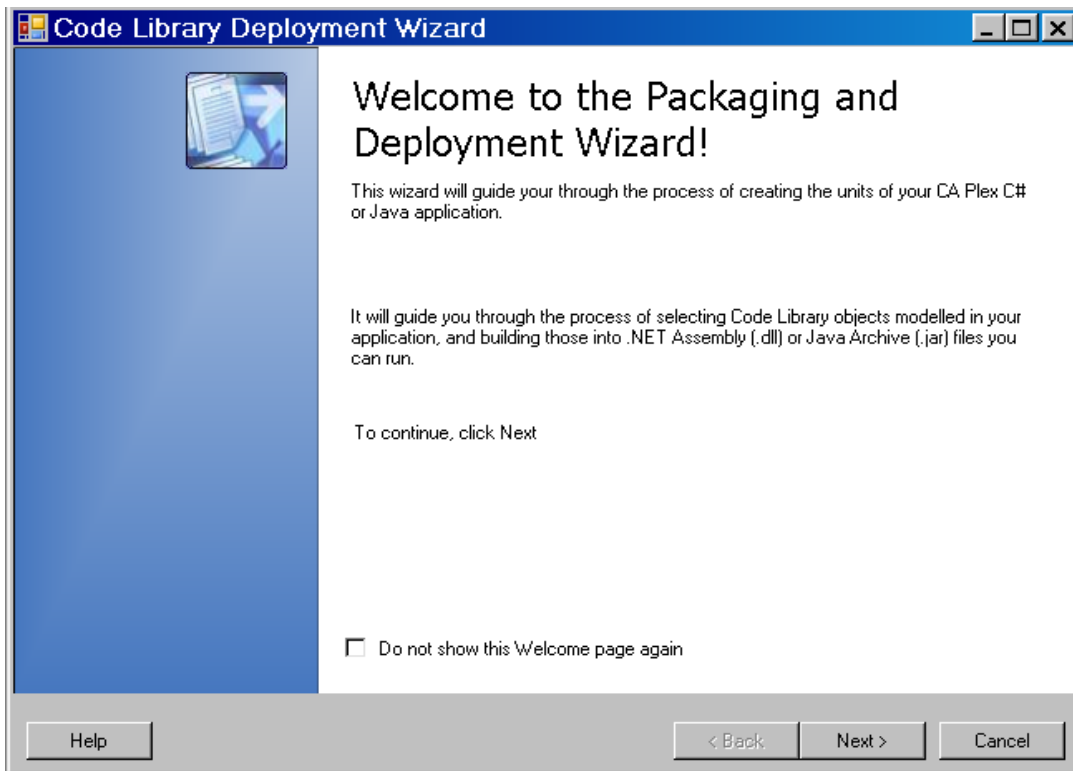 Code Library Deployment Wizard
Welcome to the Packaging and
Deployment Wizard!
This wizard will guide your through the process of creating the units of your CA Plex C#
or Java application.
It will guide you through the process of selecting Code Library objects modelled in your
application, and building those into .NET Assembly (.dll) or Java Archive (.jar) files you
can run.
To continue, click Next
Do not show this Welcome page again
Help
< Back
Next >
Cancel